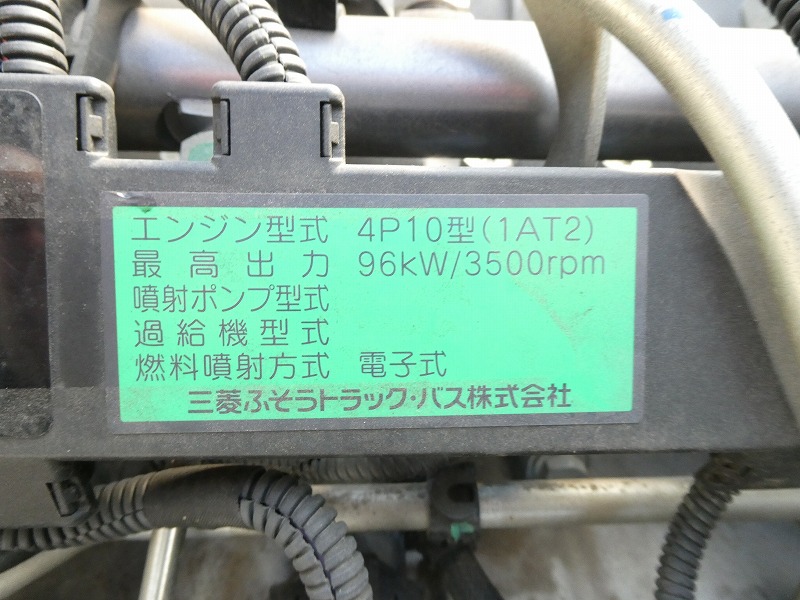 エンジン型式 4P10型(1AT2)
最高出力 96kW/3500rpm
噴射ポンプ型式
過給機型式
燃料噴射方式 電子式
三菱ふそうトラック・バス株式会社